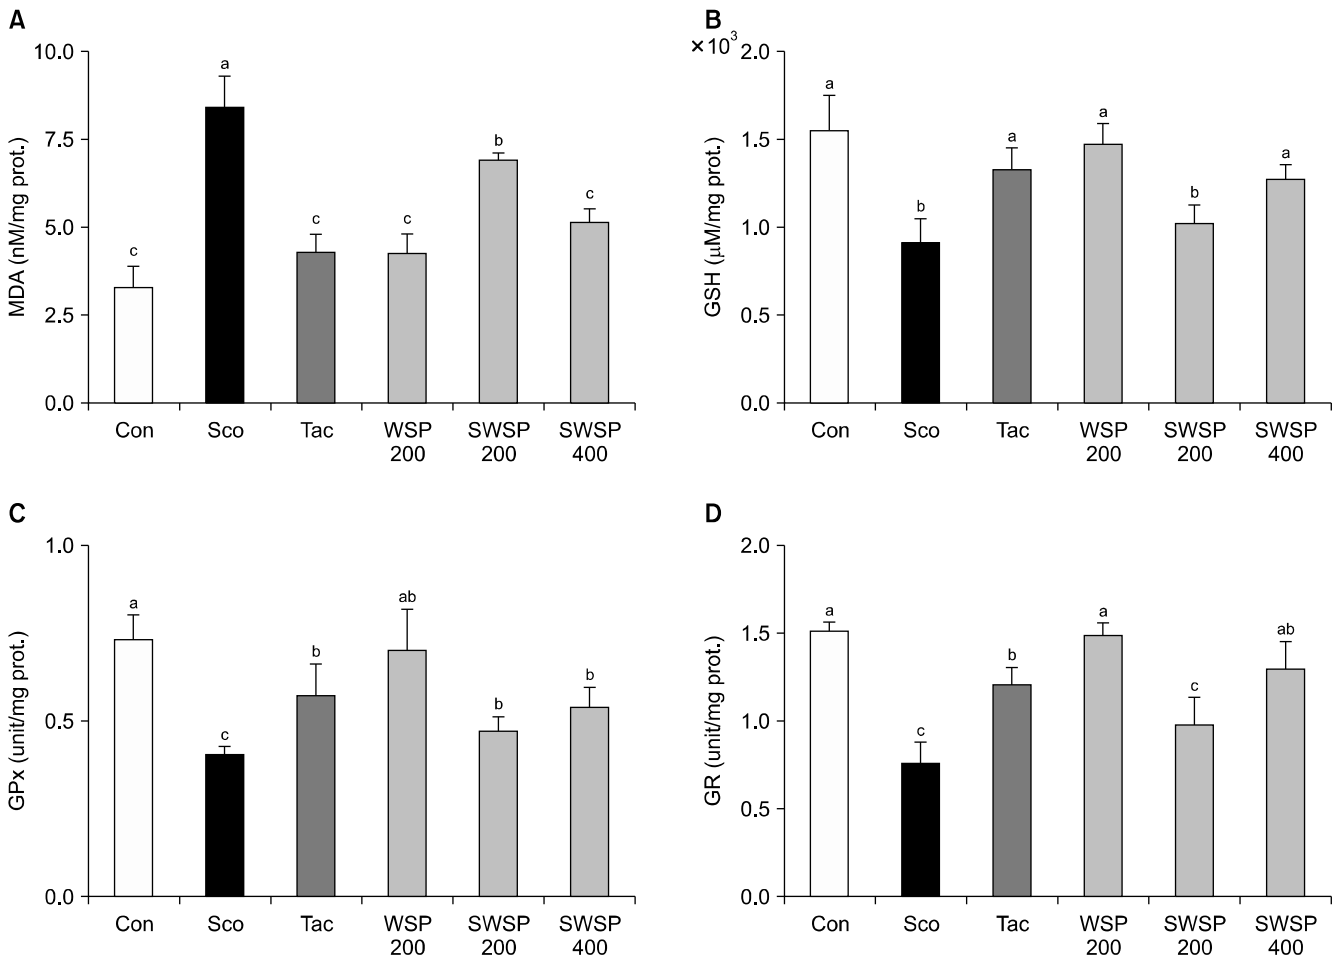 A
MDA (nM/mg prot.)
10.0
7.5
5.0
2.5
0.0
c
a
c
c
b
c
Con Sco Tac WSP 200 SWSP 200 SWSP 400
B
×10³
GSH (μM/mg prot.)
2.0
1.5
1.0
0.5
0.0
a
b
a
a
b
a
Con Sco Tac WSP 200 SWSP 200 SWSP 400
C
GPx (unit/mg prot.)
1.0
0.5
0.0
a
c
b
ab
b
b
Con Sco Tac WSP 200 SWSP 200 SWSP 400
D
GR (unit/mg prot.)
2.0
1.5
1.0
0.5
0.0
a
c
b
a
c
ab
Con Sco Tac WSP 200 SWSP 200 SWSP 400